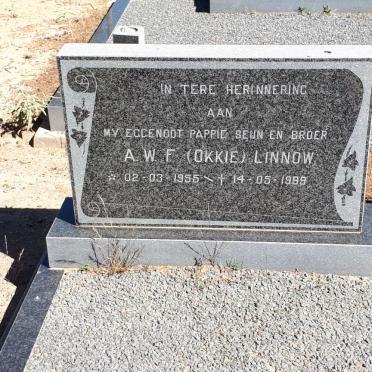 IN TERE HERINNERING
AAN
MY EGGENOOT PAPPIE SEUN EN BROER
A. W. F. (OKKIE) LINNOW
☆ 02-03-1955 ~ † 14-05-1989